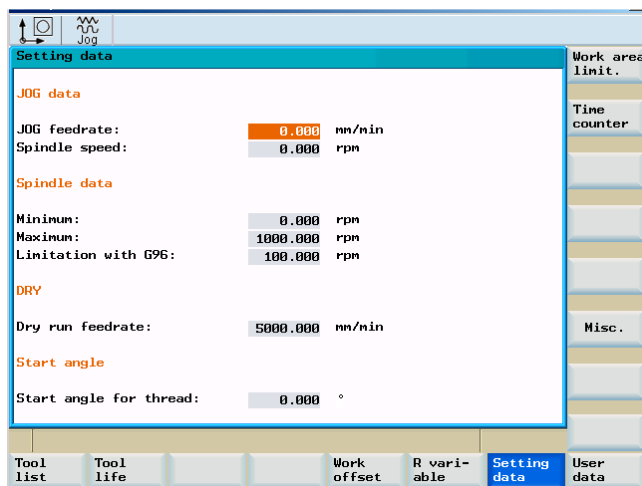 Jog
Setting data
JOG data
JOG feedrate: 0.000 mm/min
Spindle speed: 0.000 rpm
Spindle data
Minimum: 0.000 rpm
Maximum: 1000.000 rpm
Limitation with G96: 100.000 rpm
DRY
Dry run feedrate: 5000.000 mm/min
Start angle
Start angle for thread: 0.000 °
Work area
limit.
Time
counter
Misc.
Tool
list
Tool
life
Work
offset
R vari-
able
Setting
data
User
data